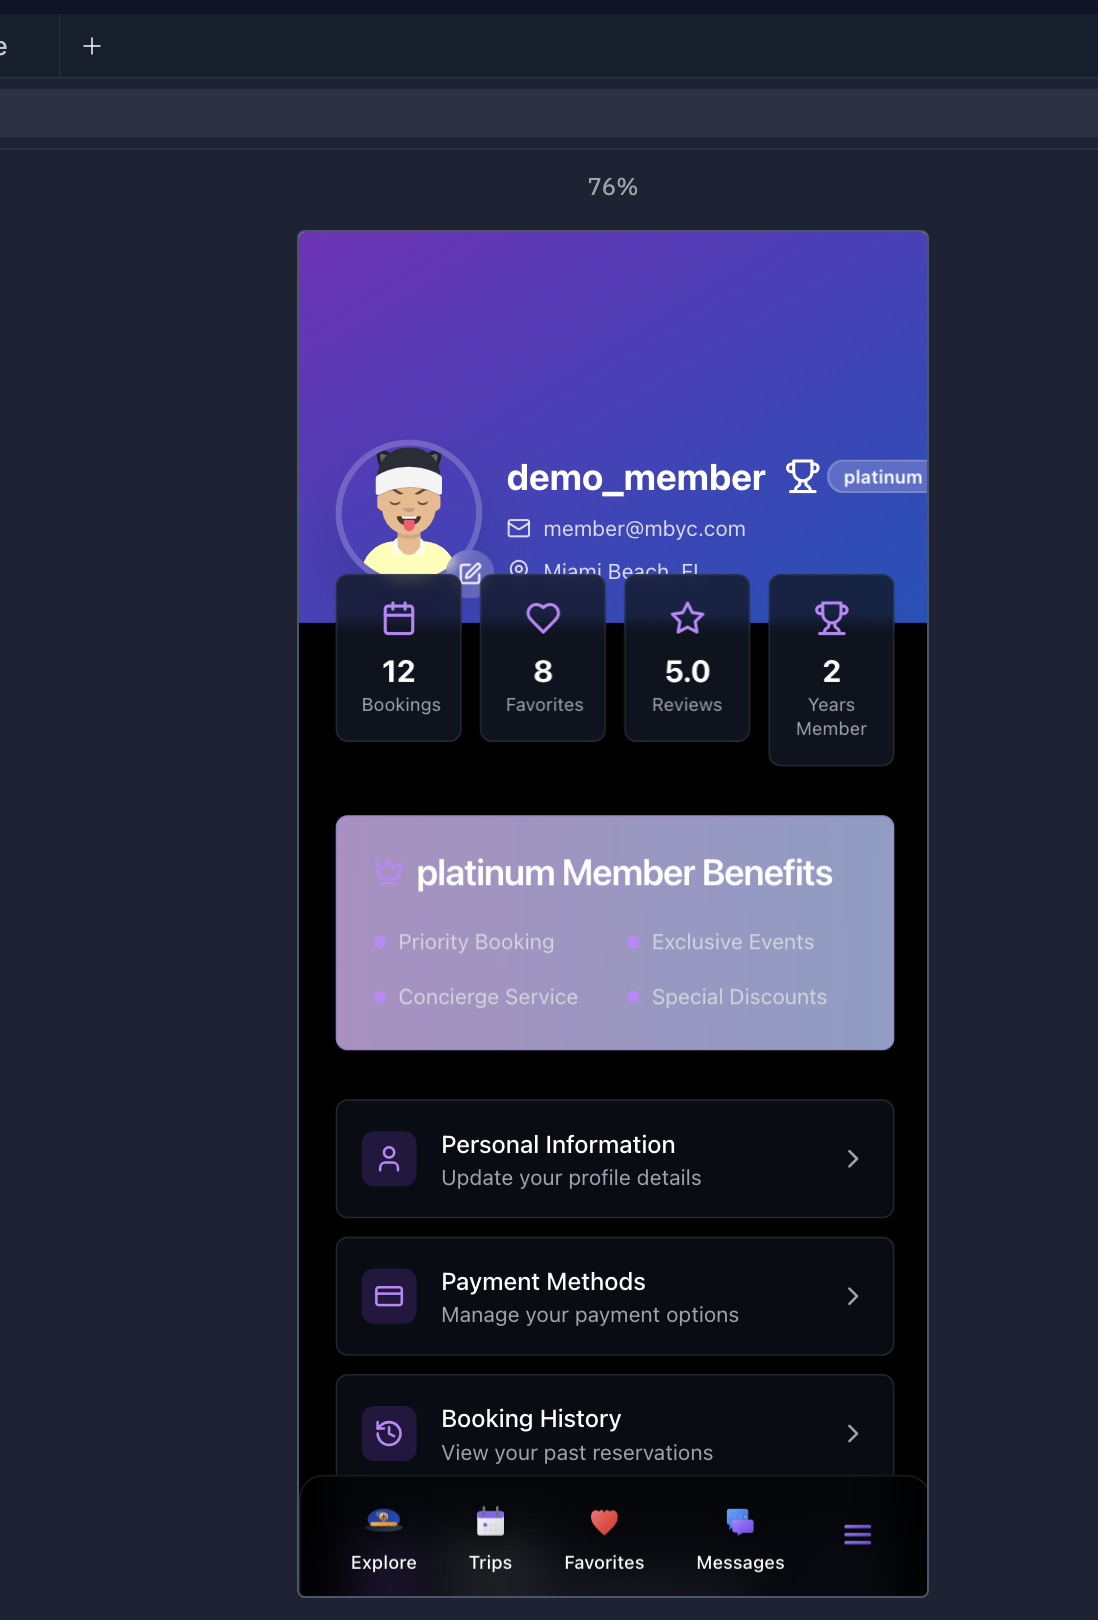 e
76%
demo_member platinum
member@mbyc.com
Miami Beach, FL
12
Bookings
8
Favorites
5.0
Reviews
2
Years
Member
platinum Member Benefits
Priority Booking
Exclusive Events
Concierge Service
Special Discounts
Personal Information
Update your profile details
Payment Methods
Manage your payment options
Booking History
View your past reservations
Explore
Trips
Favorites
Messages